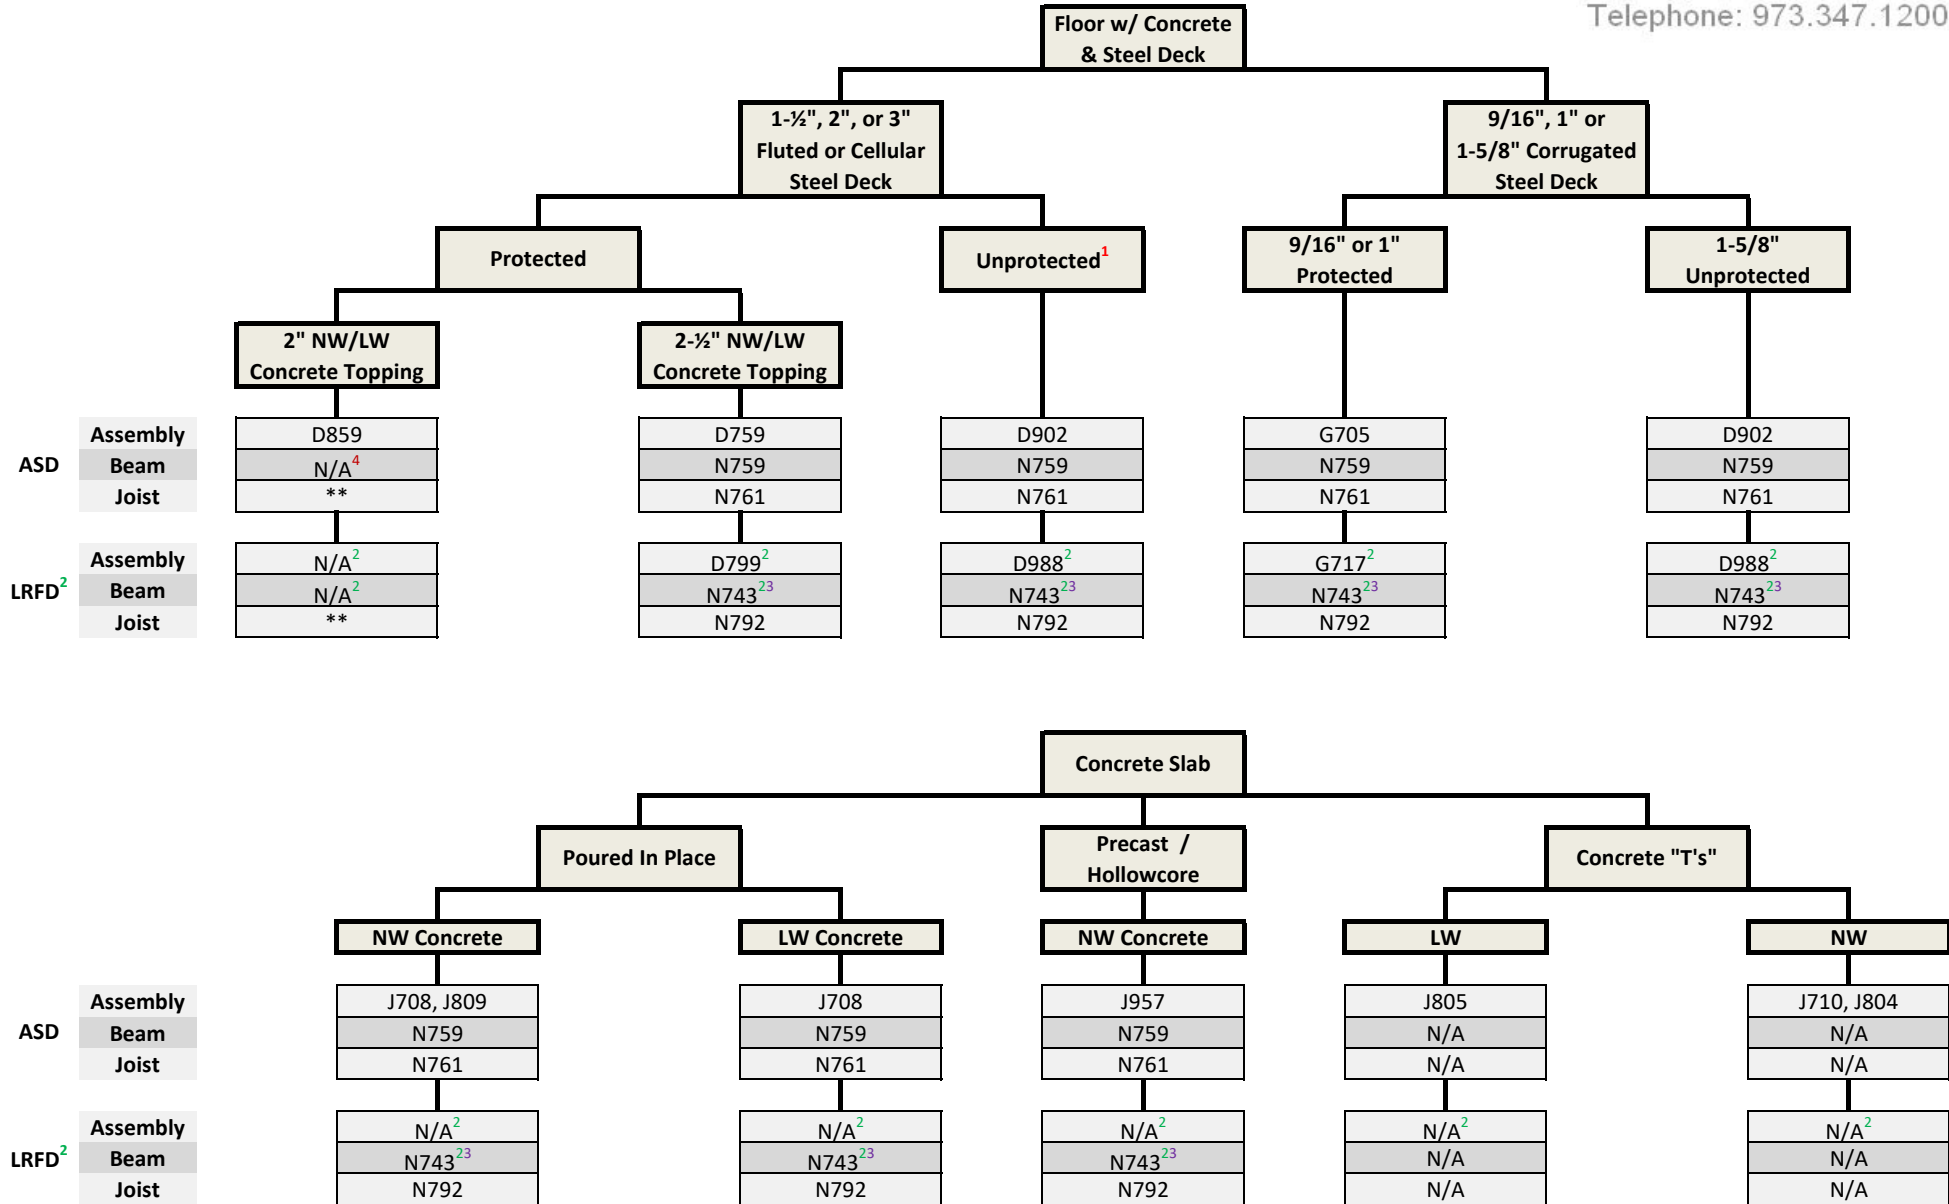 Telephone: 973.347.1200
Floor w/ Concrete
& Steel Deck
1-½", 2", or 3"
Fluted or Cellular
Steel Deck
9/16", 1" or
1-5/8" Corrugated
Steel Deck
Protected
Unprotected1
9/16" or 1"
Protected
1-5/8"
Unprotected
2" NW/LW
Concrete Topping
2-½" NW/LW
Concrete Topping
Assembly D859 D759 D902 G705 D902
ASD Beam N/A4 N759 N759 N759 N759
Joist ** N761 N761 N761 N761
Assembly N/A2 D7992 D9882 G7172 D9882
LRFD2 Beam N/A2 N74323 N74323 N74323 N74323
Joist ** N792 N792 N792 N792
Concrete Slab
Poured In Place
Precast /
Hollowcore
Concrete "T's"
NW Concrete LW Concrete NW Concrete LW NW
Assembly J708, J809 J708 J957 J805 J710, J804
ASD Beam N759 N759 N759 N/A N/A
Joist N761 N761 N761 N/A N/A
Assembly N/A2 N/A2 N/A2 N/A2 N/A2
LRFD2 Beam N74323 N74323 N74323 N/A N/A
Joist N792 N792 N792 N/A N/A